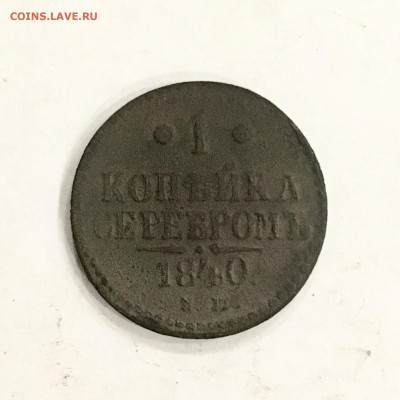 COINS.LAVE.RU
1
КОПѢЙКА
СЕРЕБРОМЪ
1840